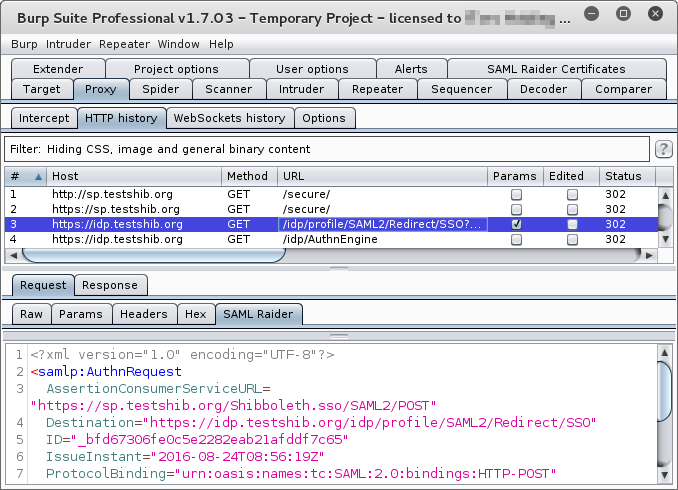 Burp Suite Professional v1.7.03 – Temporary Project – licensed to ...
Burp Intruder Repeater Window Help
Extender Project options User options Alerts SAML Raider Certificates
Target Proxy Spider Scanner Intruder Repeater Sequencer Decoder Comparer
Intercept HTTP history WebSockets history Options
Filter: Hiding CSS, image and general binary content ?
# Host Method URL Params Edited Status
1 http://sp.testshib.org GET /secure/ 302
2 https://sp.testshib.org GET /secure/ 302
3 https://idp.testshib.org GET /idp/profile/SAML2/Redirect/SSO?... 302
4 https://idp.testshib.org GET /idp/AuthnEngine 302
Request Response
Raw Params Headers Hex SAML Raider
1 <?xml version="1.0" encoding="UTF-8"?>
2 <samlp:AuthnRequest
3 AssertionConsumerServiceURL=
"https://sp.testshib.org/Shibboleth.sso/SAML2/POST"
4 Destination="https://idp.testshib.org/idp/profile/SAML2/Redirect/SSO"
5 ID="_bfd67306fe0c5e2282eab21afddf7c65"
6 IssueInstant="2016-08-24T08:56:19Z"
7 ProtocolBinding="urn:oasis:names:tc:SAML:2.0:bindings:HTTP-POST"